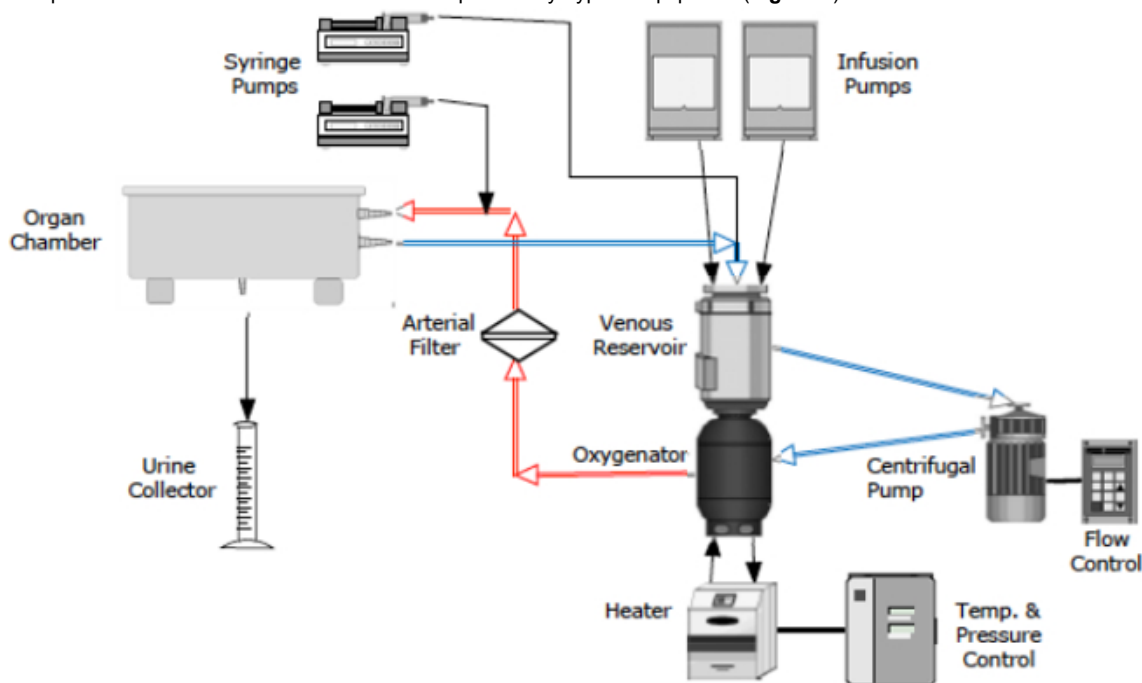 Syringe
Pumps
Infusion
Pumps
Organ
Chamber
Arterial
Filter
Venous
Reservoir
Urine
Collector
Oxygenator
Centrifugal
Pump
Flow
Control
Heater
Temp. &
Pressure
Control